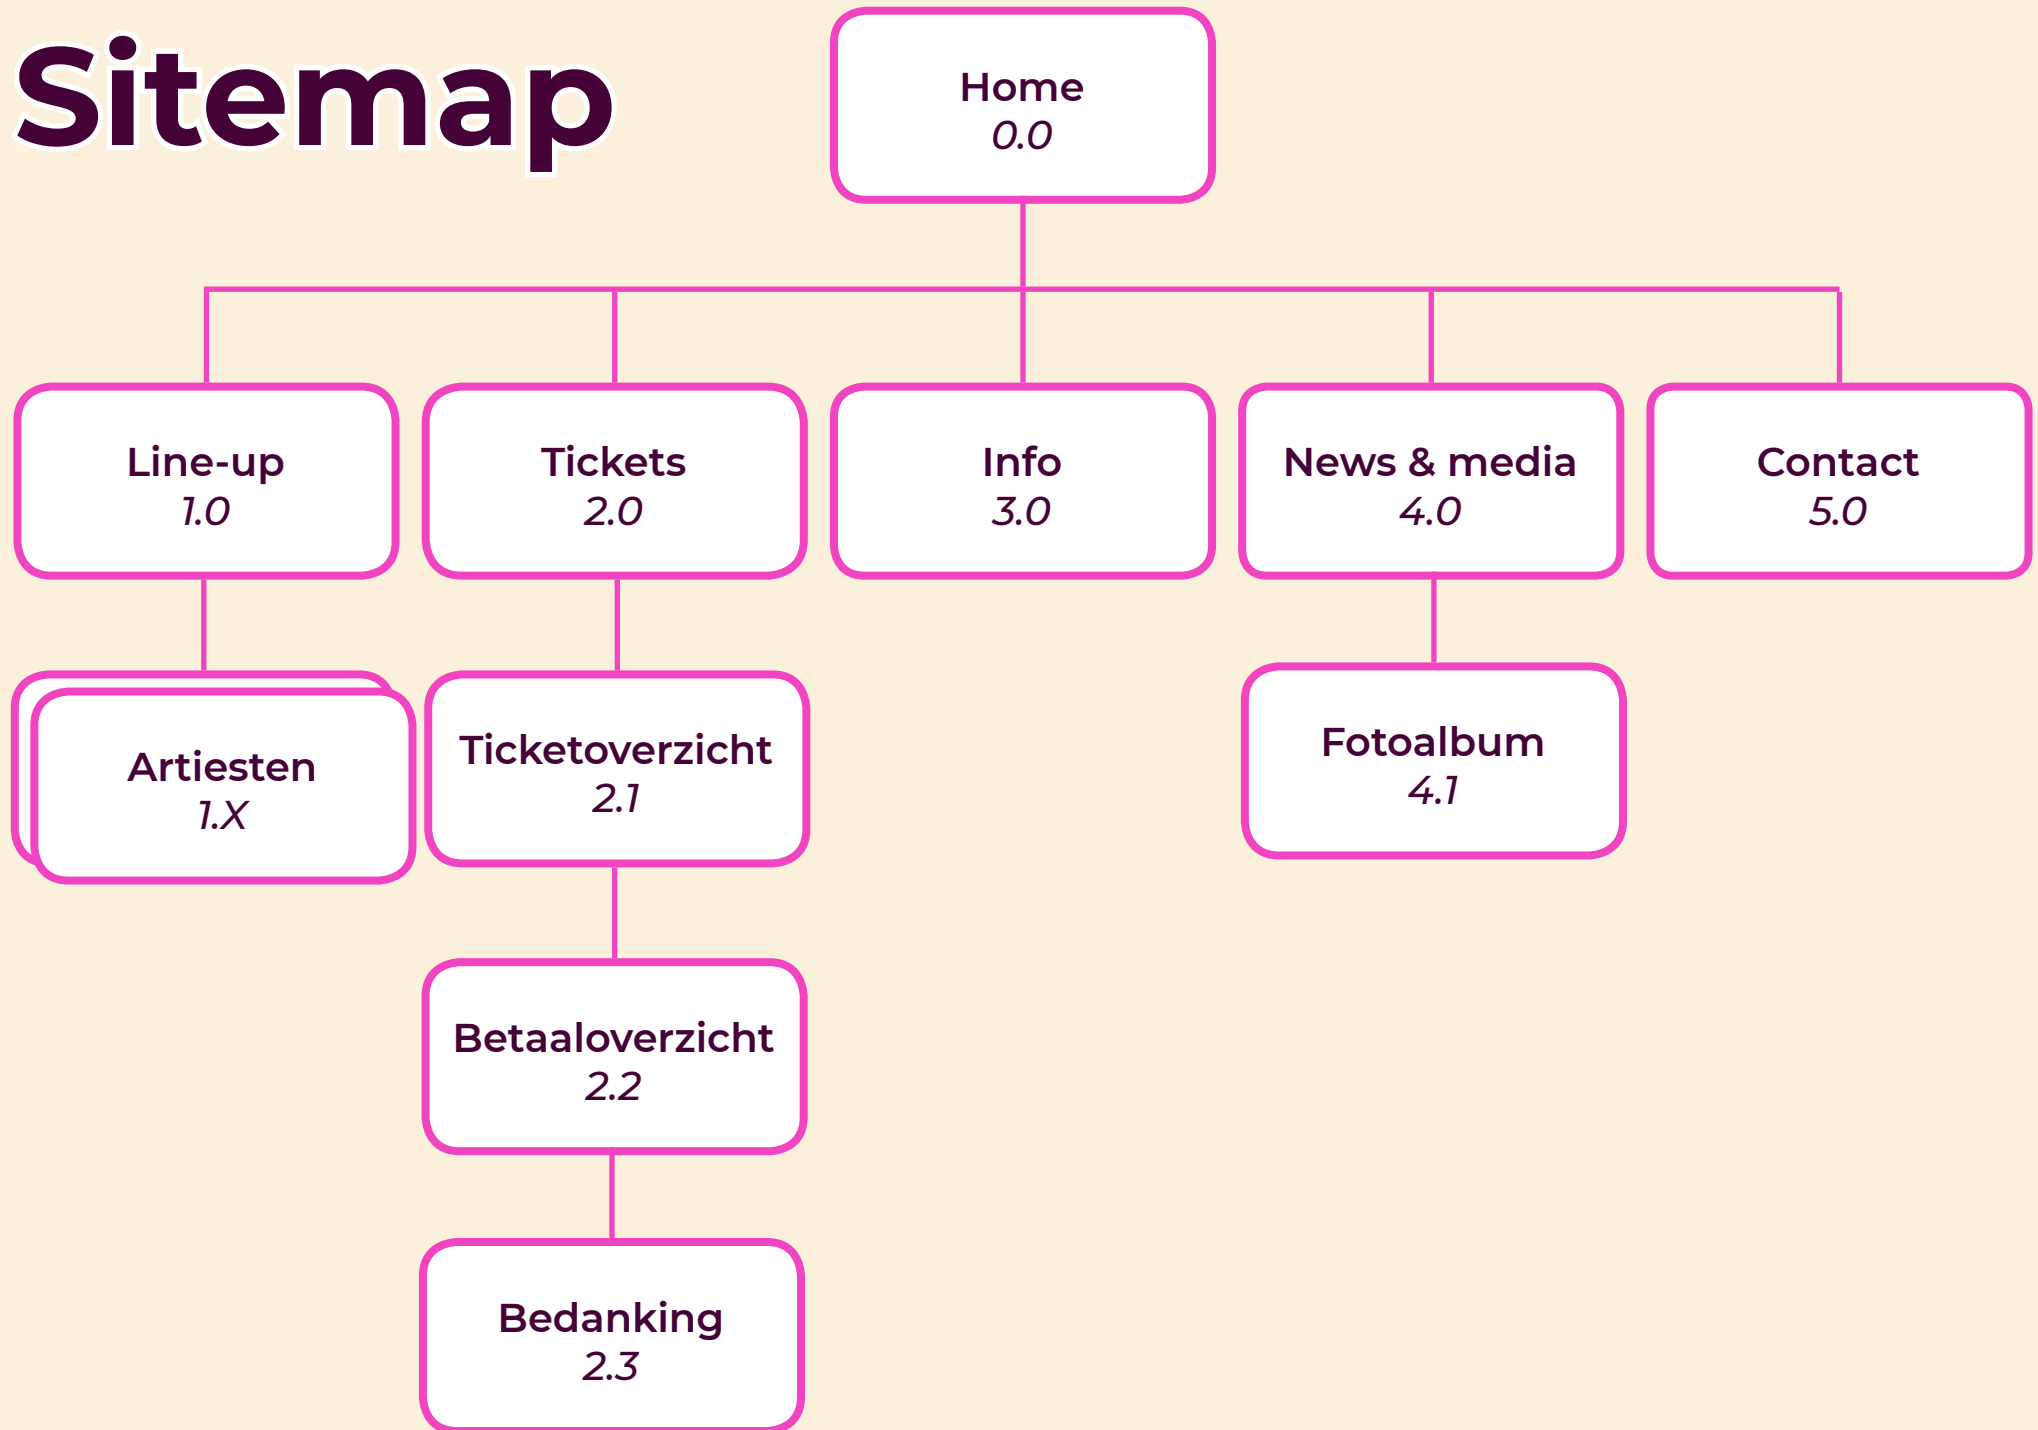 Sitemap
Home
0.0
Line-up
1.0
Tickets
2.0
Info
3.0
News & media
4.0
Contact
5.0
Artiesten
1.X
Ticketoverzicht
2.1
Fotoalbum
4.1
Betaaloverzicht
2.2
Bedanking
2.3